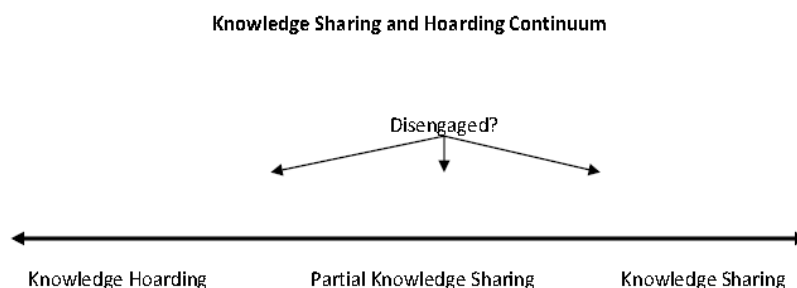 Knowledge Sharing and Hoarding Continuum
Disengaged?
Knowledge Hoarding Partial Knowledge Sharing Knowledge Sharing